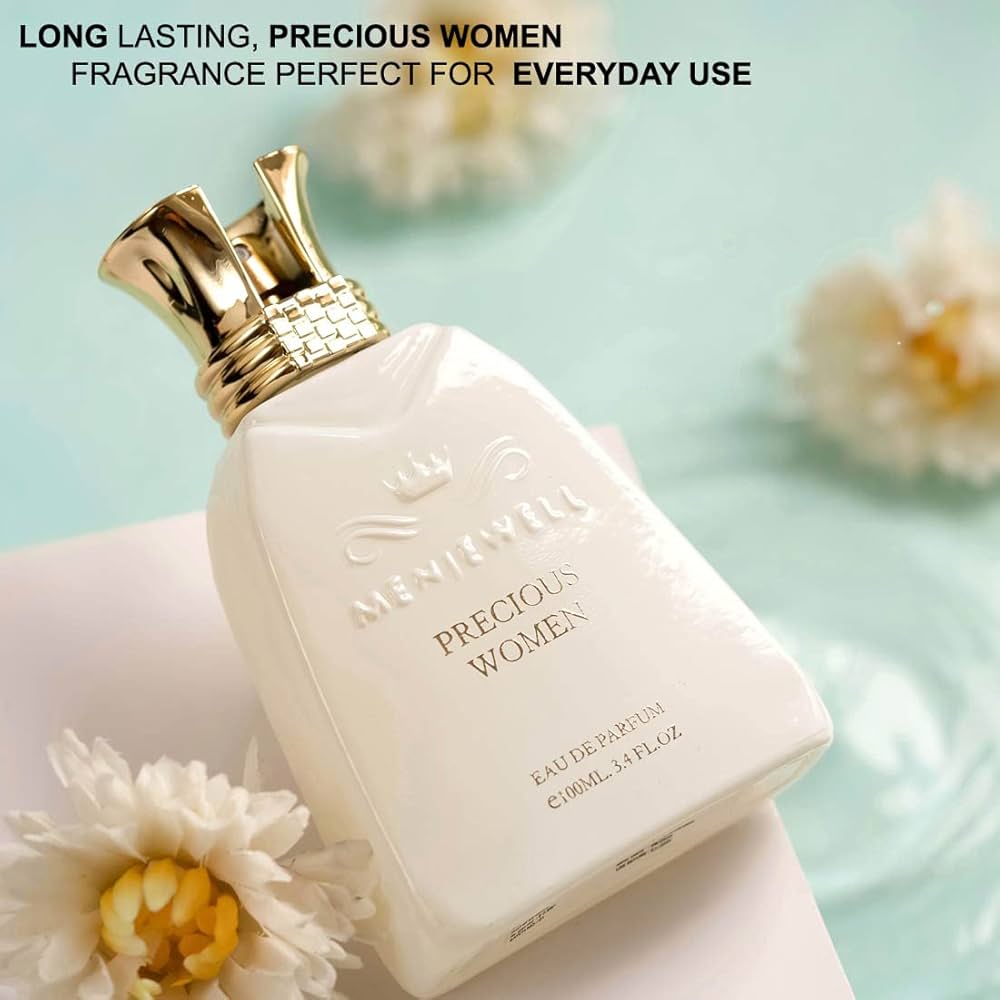 LONG LASTING, PRECIOUS WOMEN
FRAGRANCE PERFECT FOR EVERYDAY USE
MENJEWELL
PRECIOUS
WOMEN
EAU DE PARFUM
e100ML. 3.4 FL.OZ